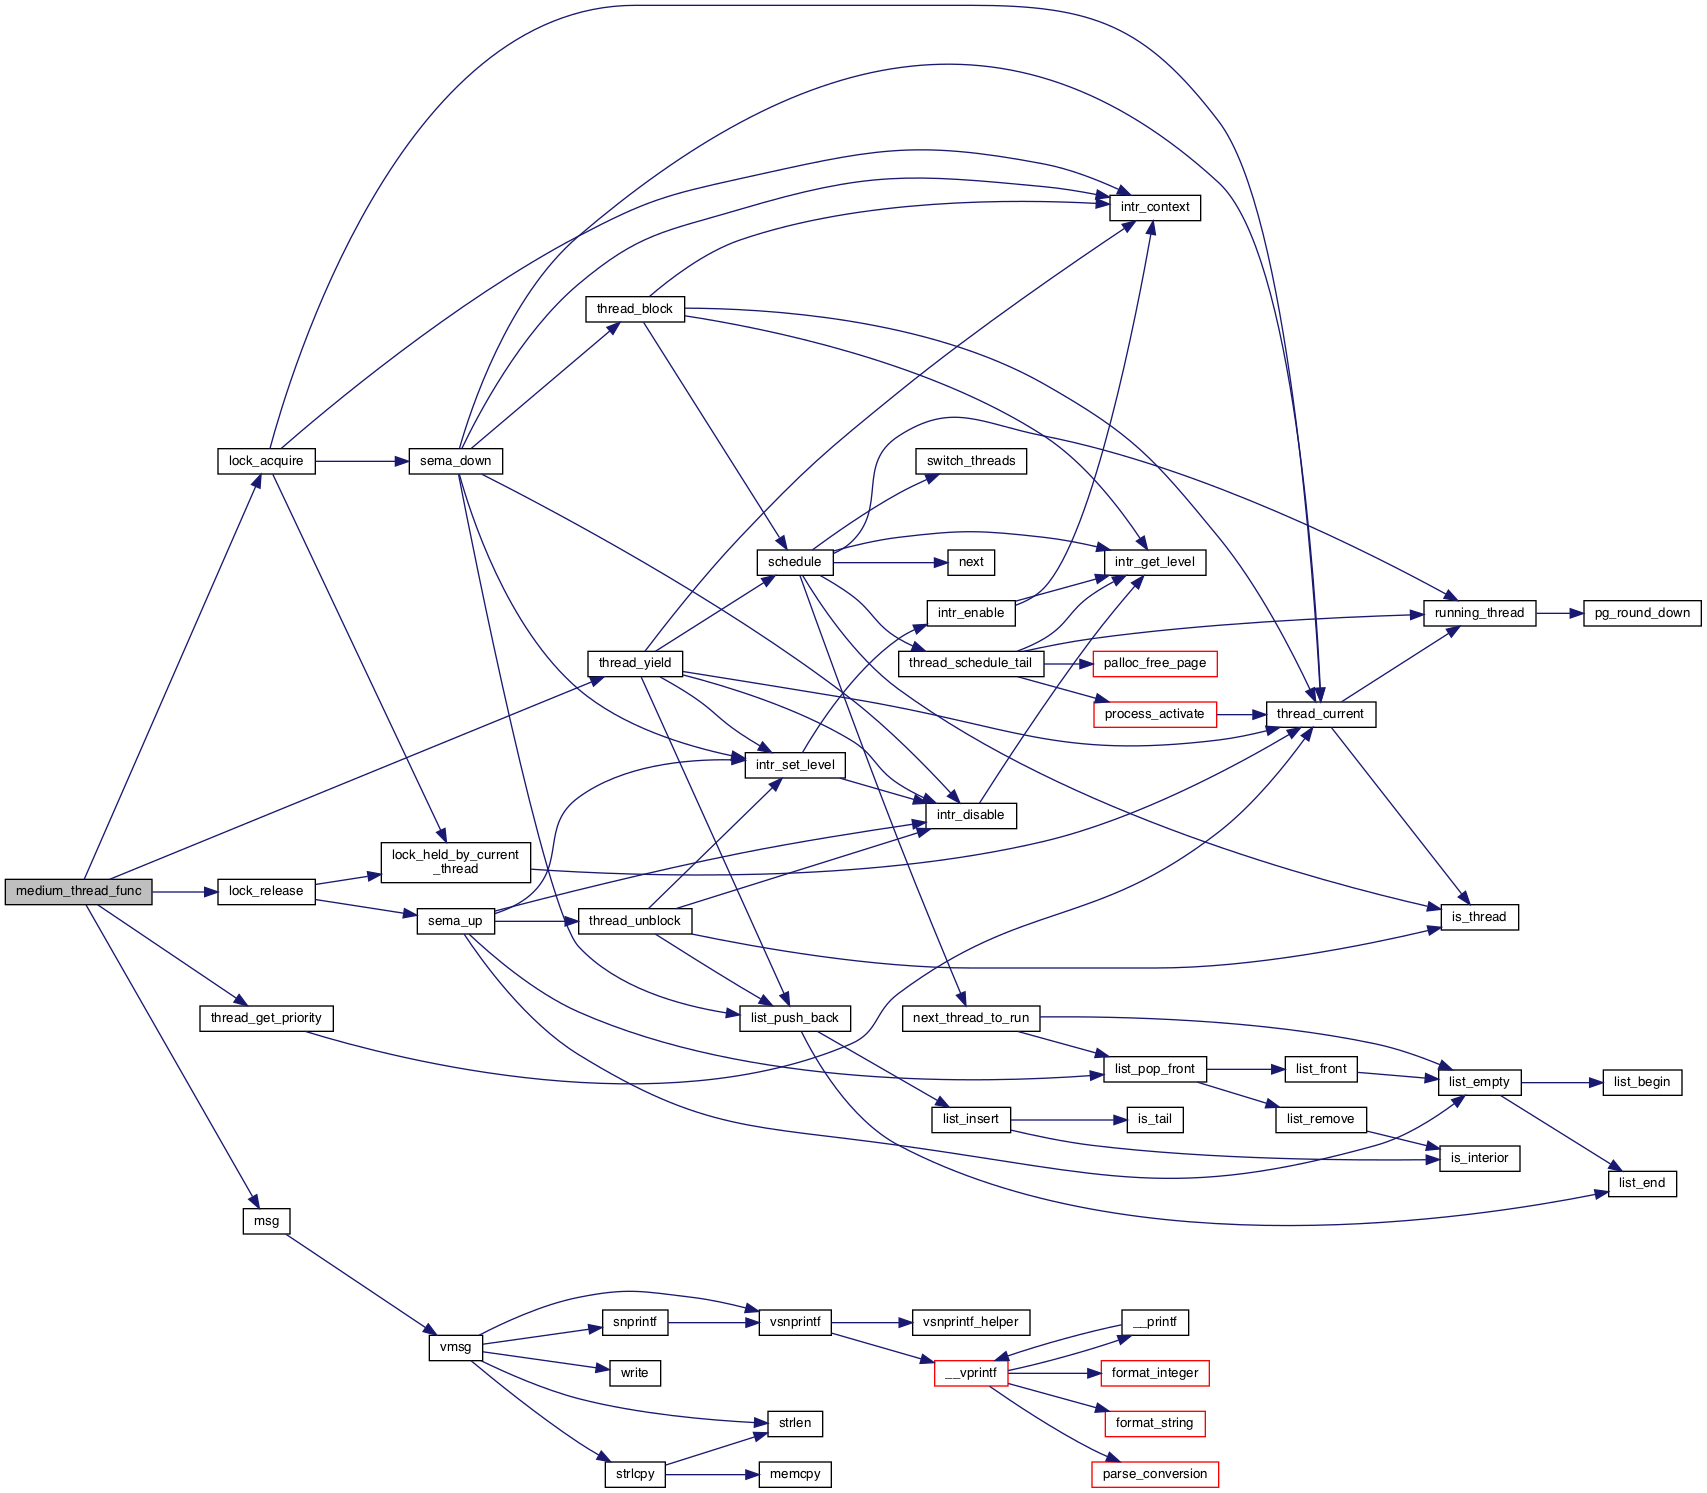 intr_context
thread_block
lock_acquire
sema_down
switch_threads
schedule
next
intr_get_level
intr_enable
running_thread
pg_round_down
thread_yield
thread_schedule_tail
palloc_free_page
process_activate
thread_current
intr_set_level
intr_disable
lock_held_by_current
_thread
medium_thread_func
lock_release
sema_up
thread_unblock
is_thread
thread_get_priority
list_push_back
next_thread_to_run
list_pop_front
list_front
list_empty
list_begin
list_insert
is_tail
list_remove
is_interior
list_end
msg
snprintf
vsnprintf
vsnprintf_helper
__printf
vmsg
write
__vprintf
format_integer
strlen
format_string
strlcpy
memcpy
parse_conversion